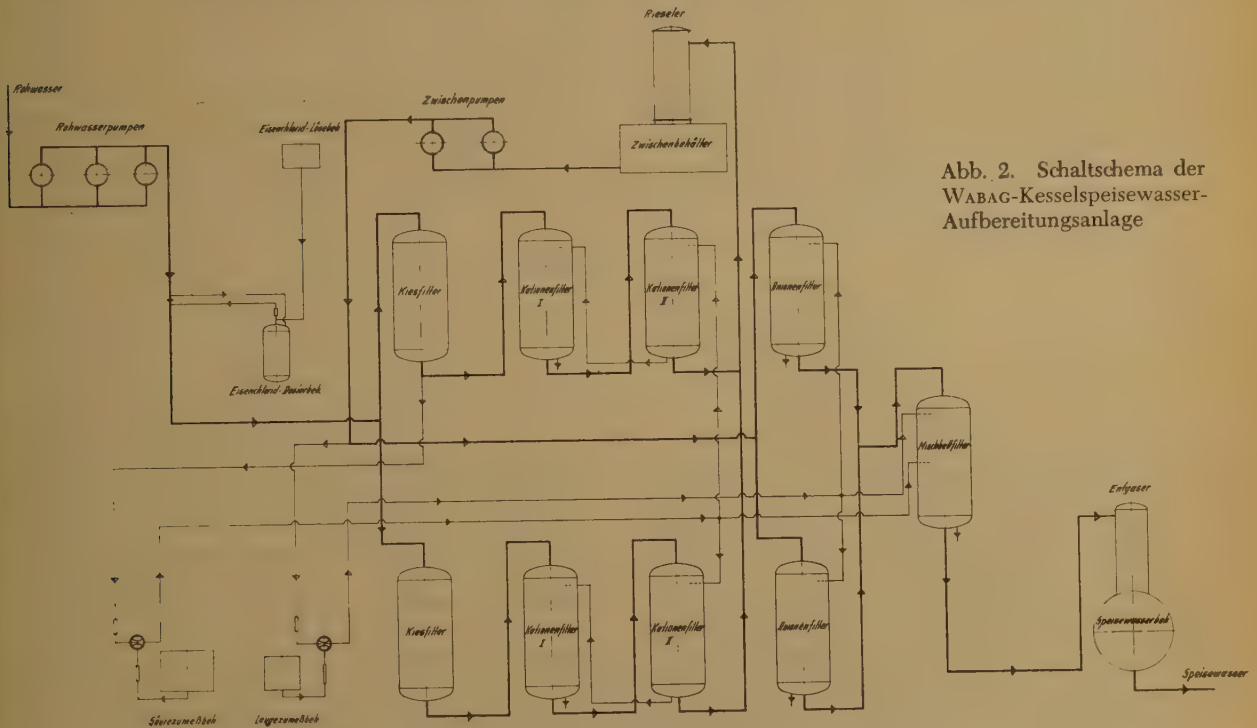 Rieseler
Rohwasser
Rohwasserpumpen
Eisenchlorid-Lösebeh
Zwischenpumpen
Zwischenbehälter
Abb. 2. Schaltschema der
WABAG-Kesselspeisewasser-
Aufbereitungsanlage
Kiesfilter
Kationenfilter
I
Kationenfilter
II
Anionenfilter
Eisenchlorid-Dosierbeh.
Mischbettfilter
Entgaser
Kiesfilter
Kationenfilter
I
Kationenfilter
II
Anionenfilter
Speisewasserbeh
Speisewasser
Säurezumeßbeh
Laugezumeßbeh